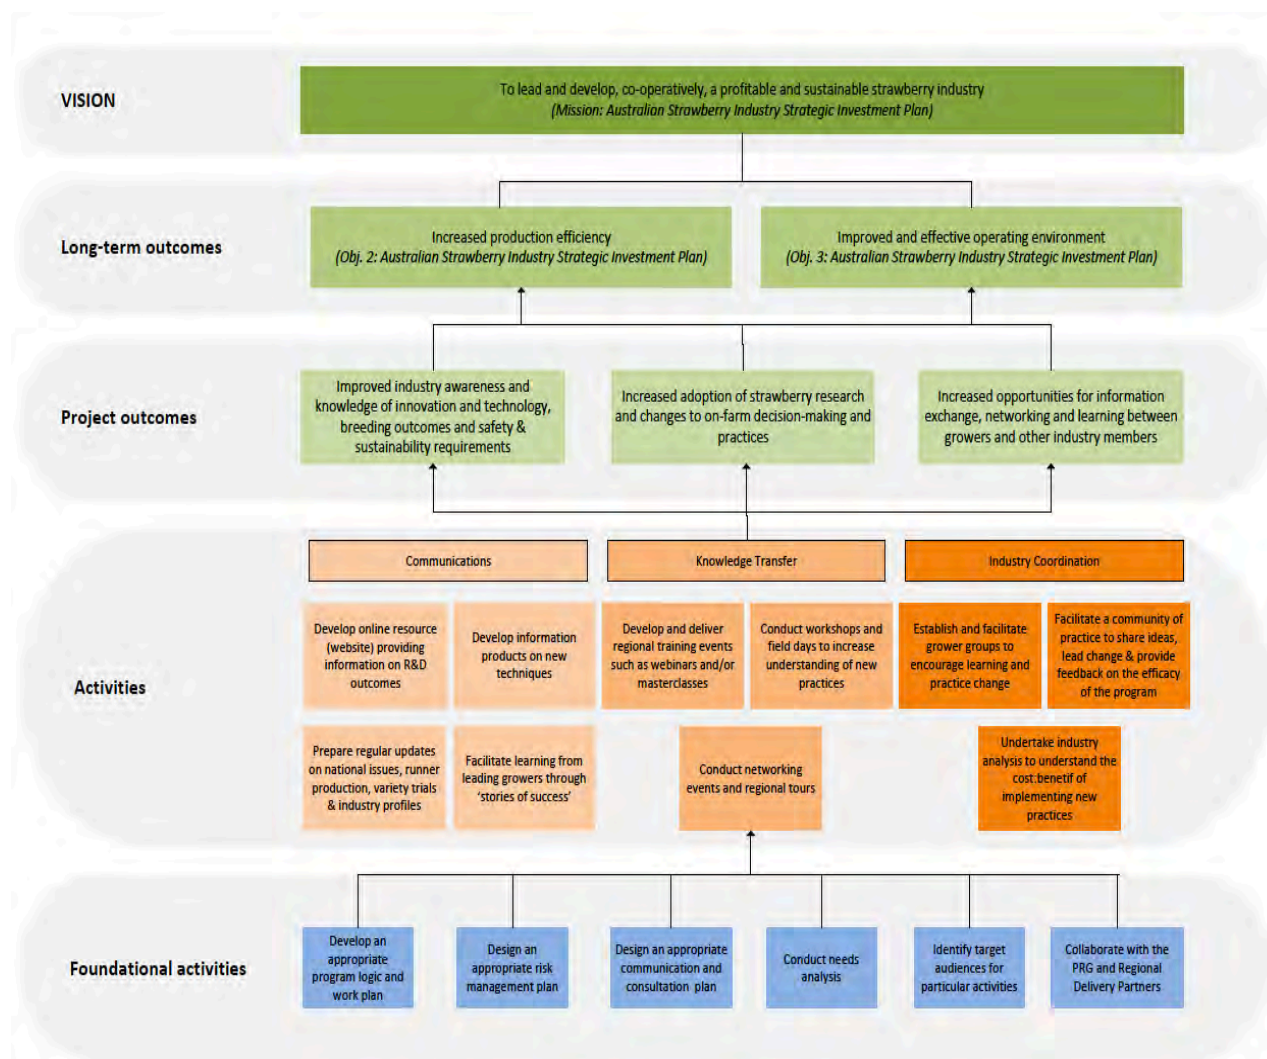 VISION
To lead and develop, co-operatively, a profitable and sustainable strawberry industry
(Mission: Australian Strawberry Industry Strategic Investment Plan)
Long-term outcomes
Increased production efficiency
(Obj. 2: Australian Strawberry Industry Strategic Investment Plan)
Improved and effective operating environment
(Obj. 3: Australian Strawberry Industry Strategic Investment Plan)
Project outcomes
Improved industry awareness and
knowledge of innovation and technology,
breeding outcomes and safety &
sustainability requirements
Increased adoption of strawberry research
and changes to on-farm decision-making and
practices
Increased opportunities for information
exchange, networking and learning between
growers and other industry members
Activities
Communications
Knowledge Transfer
Industry Coordination
Develop online resource
(website) providing
information on R&D
outcomes
Develop information
products on new
techniques
Develop and deliver
regional training events
such as webinars and/or
masterclasses
Conduct workshops and
field days to increase
understanding of new
practices
Establish and facilitate
grower groups to
encourage learning and
practice change
Facilitate a community of
practice to share ideas,
lead change & provide
feedback on the efficacy
of the program
Prepare regular updates
on national issues, runner
production, variety trials
& industry profiles
Facilitate learning from
leading growers through
‘stories of success’
Conduct networking
events and regional tours
Undertake industry
analysis to understand the
cost:benetif of
implementing new
practices
Foundational activities
Develop an
appropriate
program logic and
work plan
Design an
appropriate risk
management plan
Design an appropriate
communication and
consultation plan
Conduct needs
analysis
Identify target
audiences for
particular activities
Collaborate with the
PRG and Regional
Delivery Partners